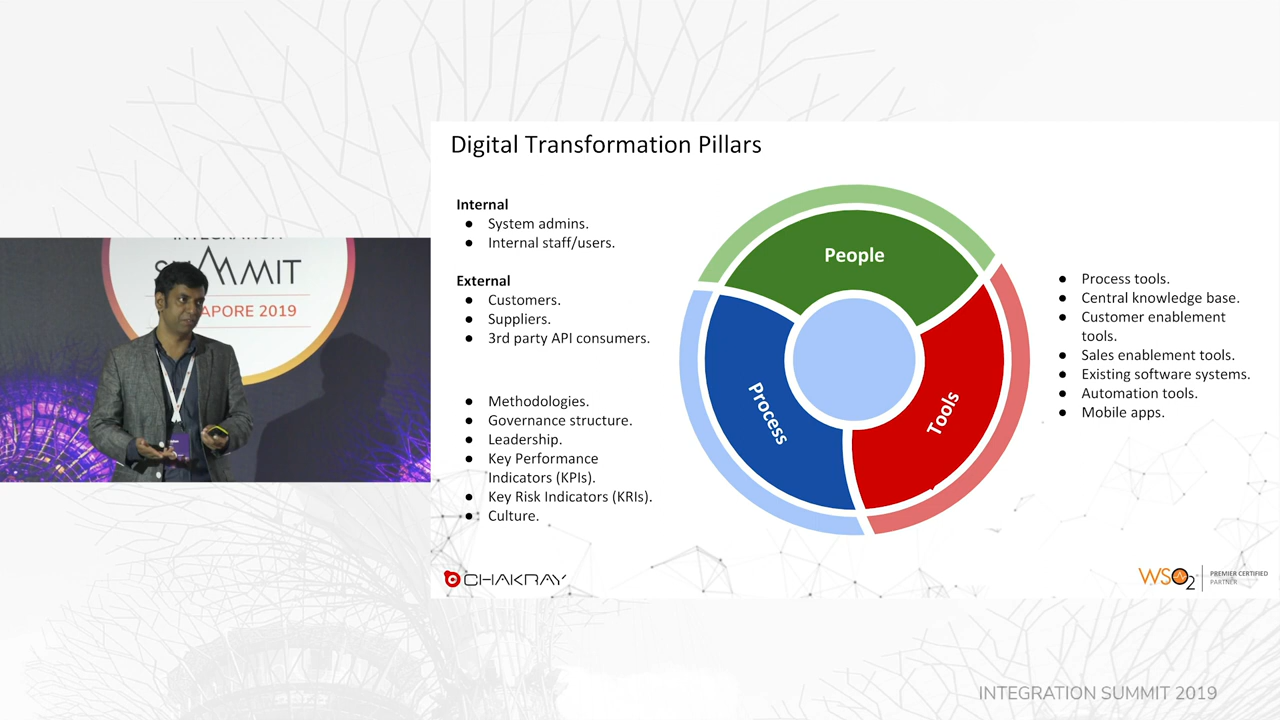 Digital Transformation Pillars
Internal
● System admins.
● Internal staff/users.
External
● Customers.
● Suppliers.
● 3rd party API consumers.
● Methodologies.
● Governance structure.
● Leadership.
● Key Performance
Indicators (KPIs).
● Key Risk Indicators (KRIs).
● Culture.
People
Process
Tools
● Process tools.
● Central knowledge base.
● Customer enablement
tools.
● Sales enablement tools.
● Existing software systems.
● Automation tools.
● Mobile apps.
SUMMIT
APORE 2019
CHAKRAY
WSO2
PREMIER CERTIFIED
PARTNER
INTEGRATION SUMMIT 2019